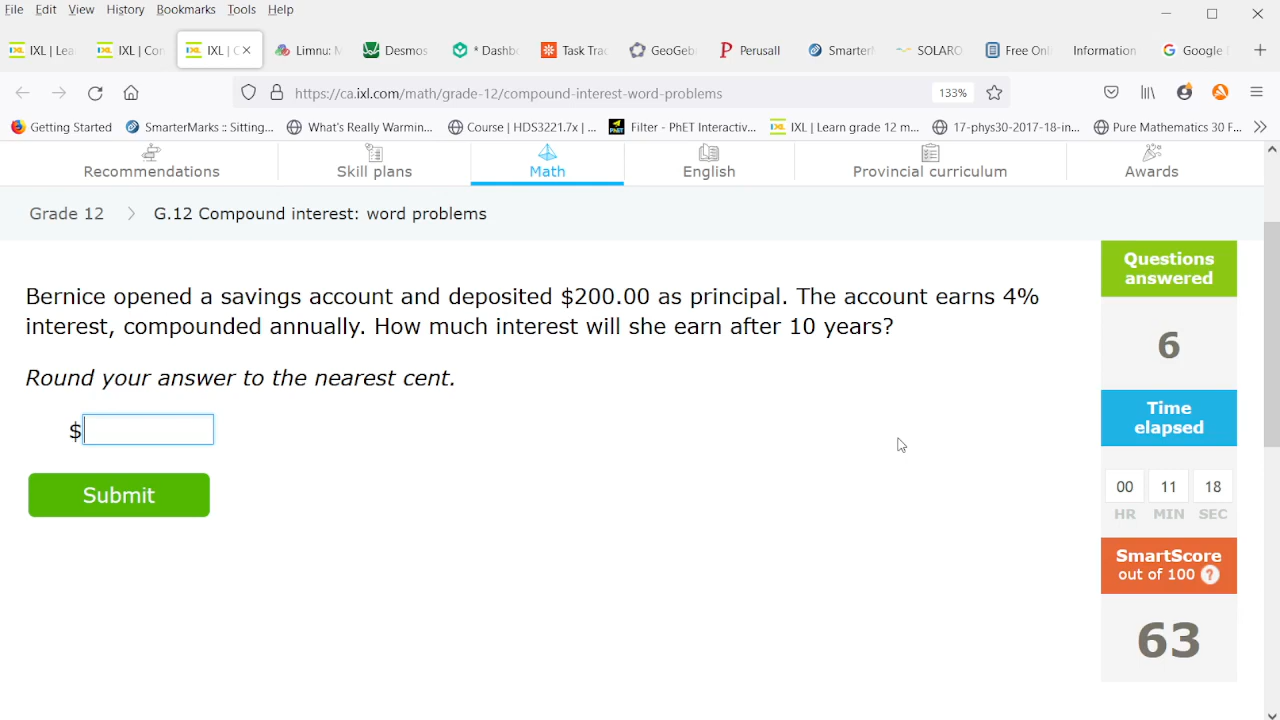 File Edit View History Bookmarks Tools Help
IXL | Lea IXL | Con IXL | C Limnu: M Desmos * Dashb Task Trac GeoGeb Perusall Smarter SOLARO Free Onl Information Google
https://ca.ixl.com/math/grade-12/compound-interest-word-problems 133%
Getting Started SmarterMarks :: Sitting... What's Really Warmin... Course | HDS3221.7x | ... Filter - PhET Interactiv... IXL | Learn grade 12 m... 17-phys30-2017-18-in... Pure Mathematics 30 F...
Recommendations Skill plans Math English Provincial curriculum Awards
Grade 12 > G.12 Compound interest: word problems
Bernice opened a savings account and deposited $200.00 as principal. The account earns 4%
interest, compounded annually. How much interest will she earn after 10 years?
Round your answer to the nearest cent.
$
Submit
Questions
answered
6
Time
elapsed
00 11 18
HR MIN SEC
SmartScore
out of 100 ?
63